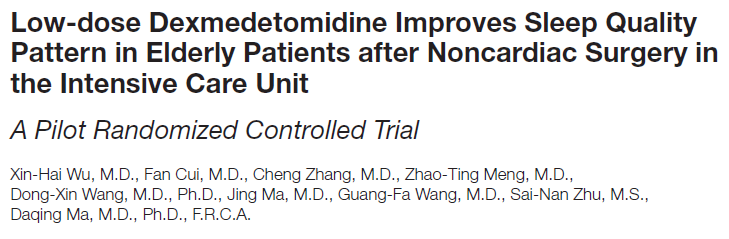 Low-dose Dexmedetomidine Improves Sleep Quality
Pattern in Elderly Patients after Noncardiac Surgery in
the Intensive Care Unit
A Pilot Randomized Controlled Trial
Xin-Hai Wu, M.D., Fan Cui, M.D., Cheng Zhang, M.D., Zhao-Ting Meng, M.D.,
Dong-Xin Wang, M.D., Ph.D., Jing Ma, M.D., Guang-Fa Wang, M.D., Sai-Nan Zhu, M.S.,
Daqing Ma, M.D., Ph.D., F.R.C.A.